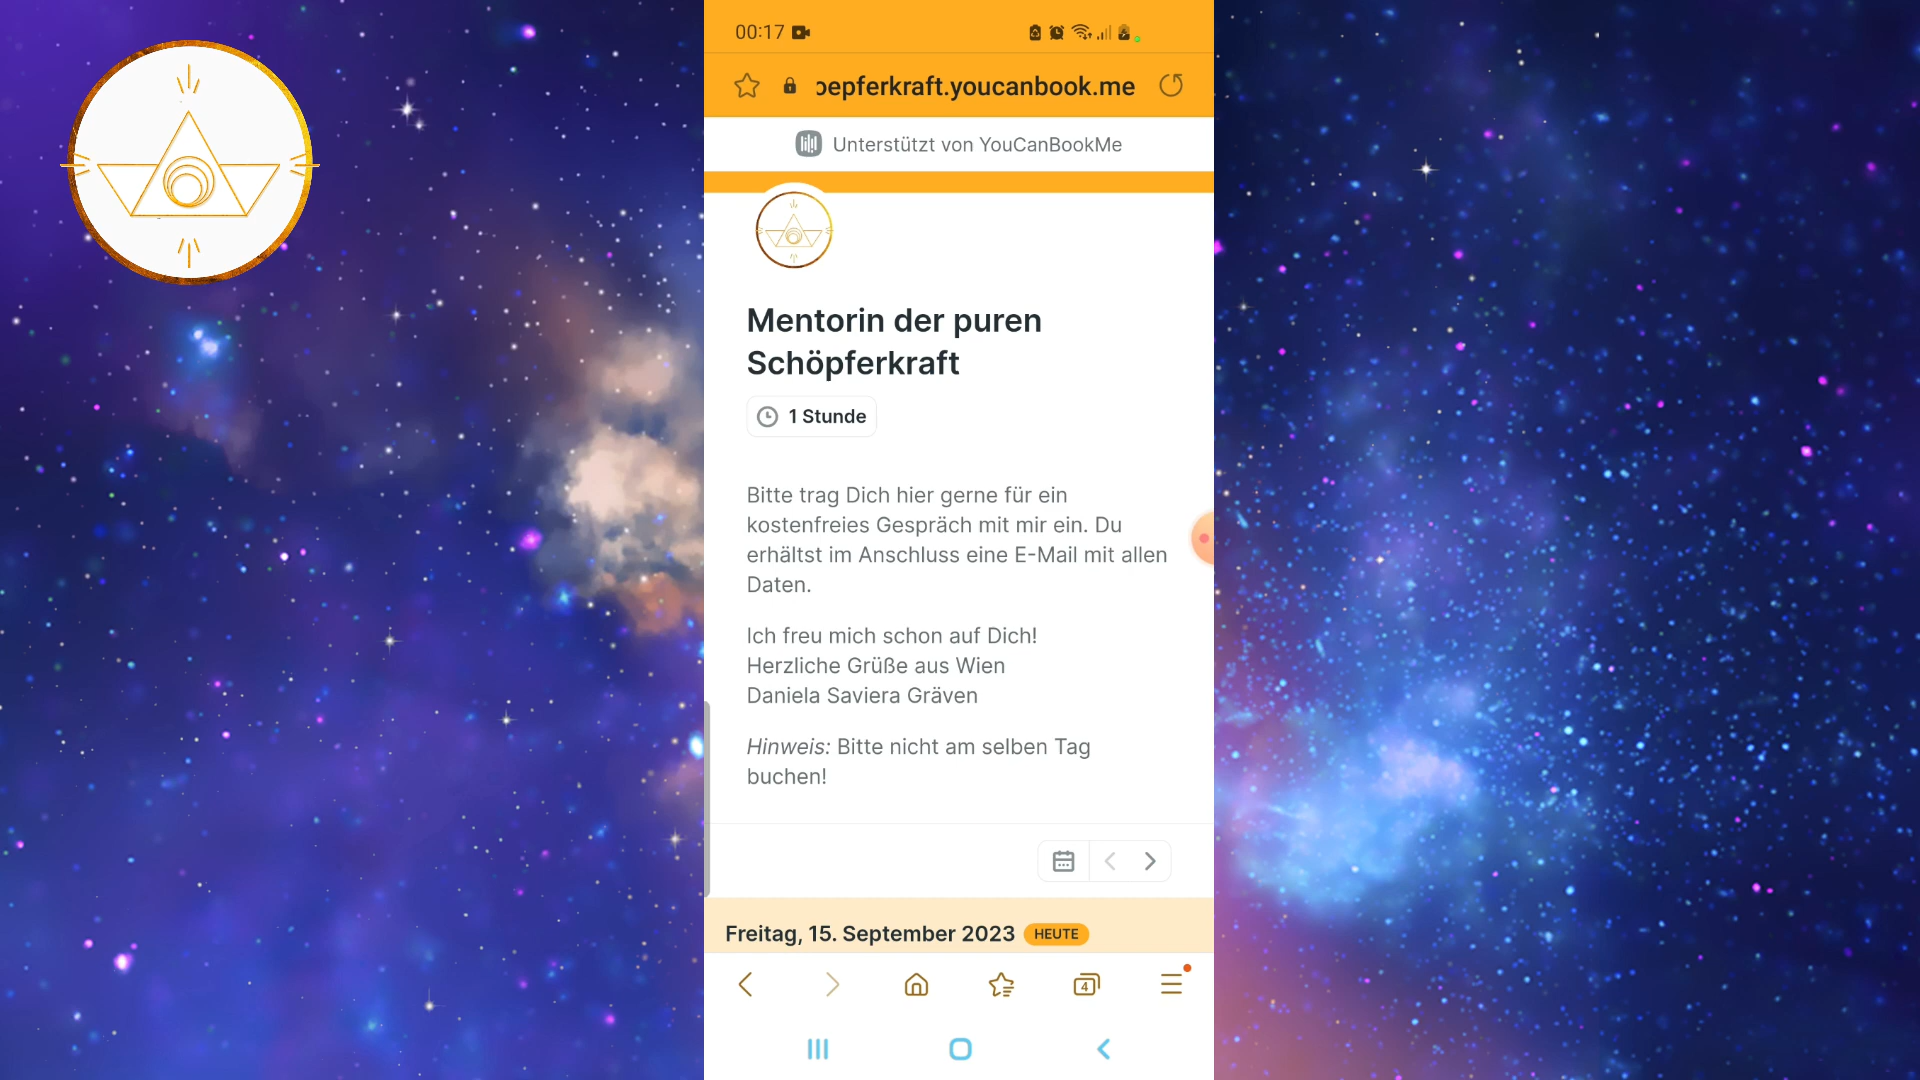 00:17
oepferkraft.youcanbook.me
Unterstützt von YouCanBookMe
Mentorin der puren
Schöpferkraft
1 Stunde
Bitte trag Dich hier gerne für ein
kostenfreies Gespräch mit mir ein. Du
erhältst im Anschluss eine E-Mail mit allen
Daten.
Ich freu mich schon auf Dich!
Herzliche Grüße aus Wien
Daniela Saviera Gräven
Hinweis: Bitte nicht am selben Tag
buchen!
Freitag, 15. September 2023 HEUTE
4